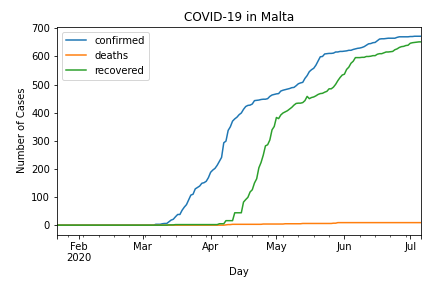 COVID-19 in Malta
confirmed
deaths
recovered
Number of Cases
700
600
500
400
300
200
100
0
Feb
2020
Mar
Apr
May
Jun
Jul
Day